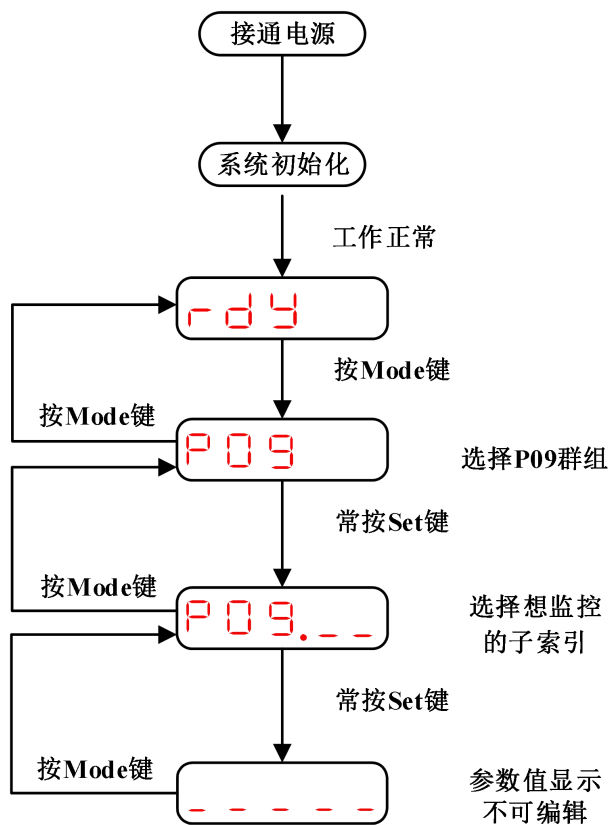 接通电源
系统初始化
工作正常
rdy
按Mode键
按Mode键
P09
选择P09群组
常按Set键
按Mode键
P09.__
选择想监控
的子索引
常按Set键
按Mode键
_____
参数值显示
不可编辑